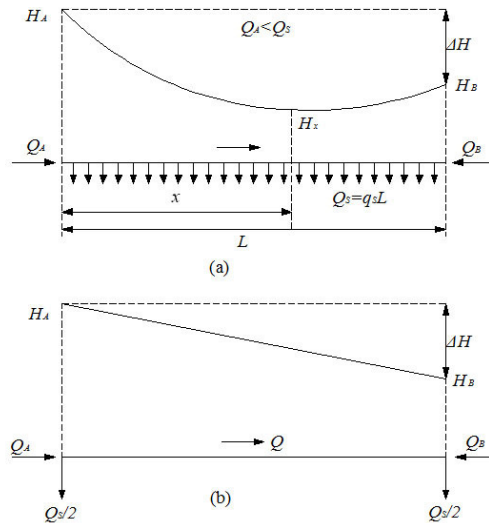 H_A
Q_A<Q_S
ΔH
H_B
H_x
Q_A
Q_B
x
Q_S=q_SL
L
(a)
H_A
ΔH
H_B
Q_A
Q
Q_B
Q_S/2
(b)
Q_S/2